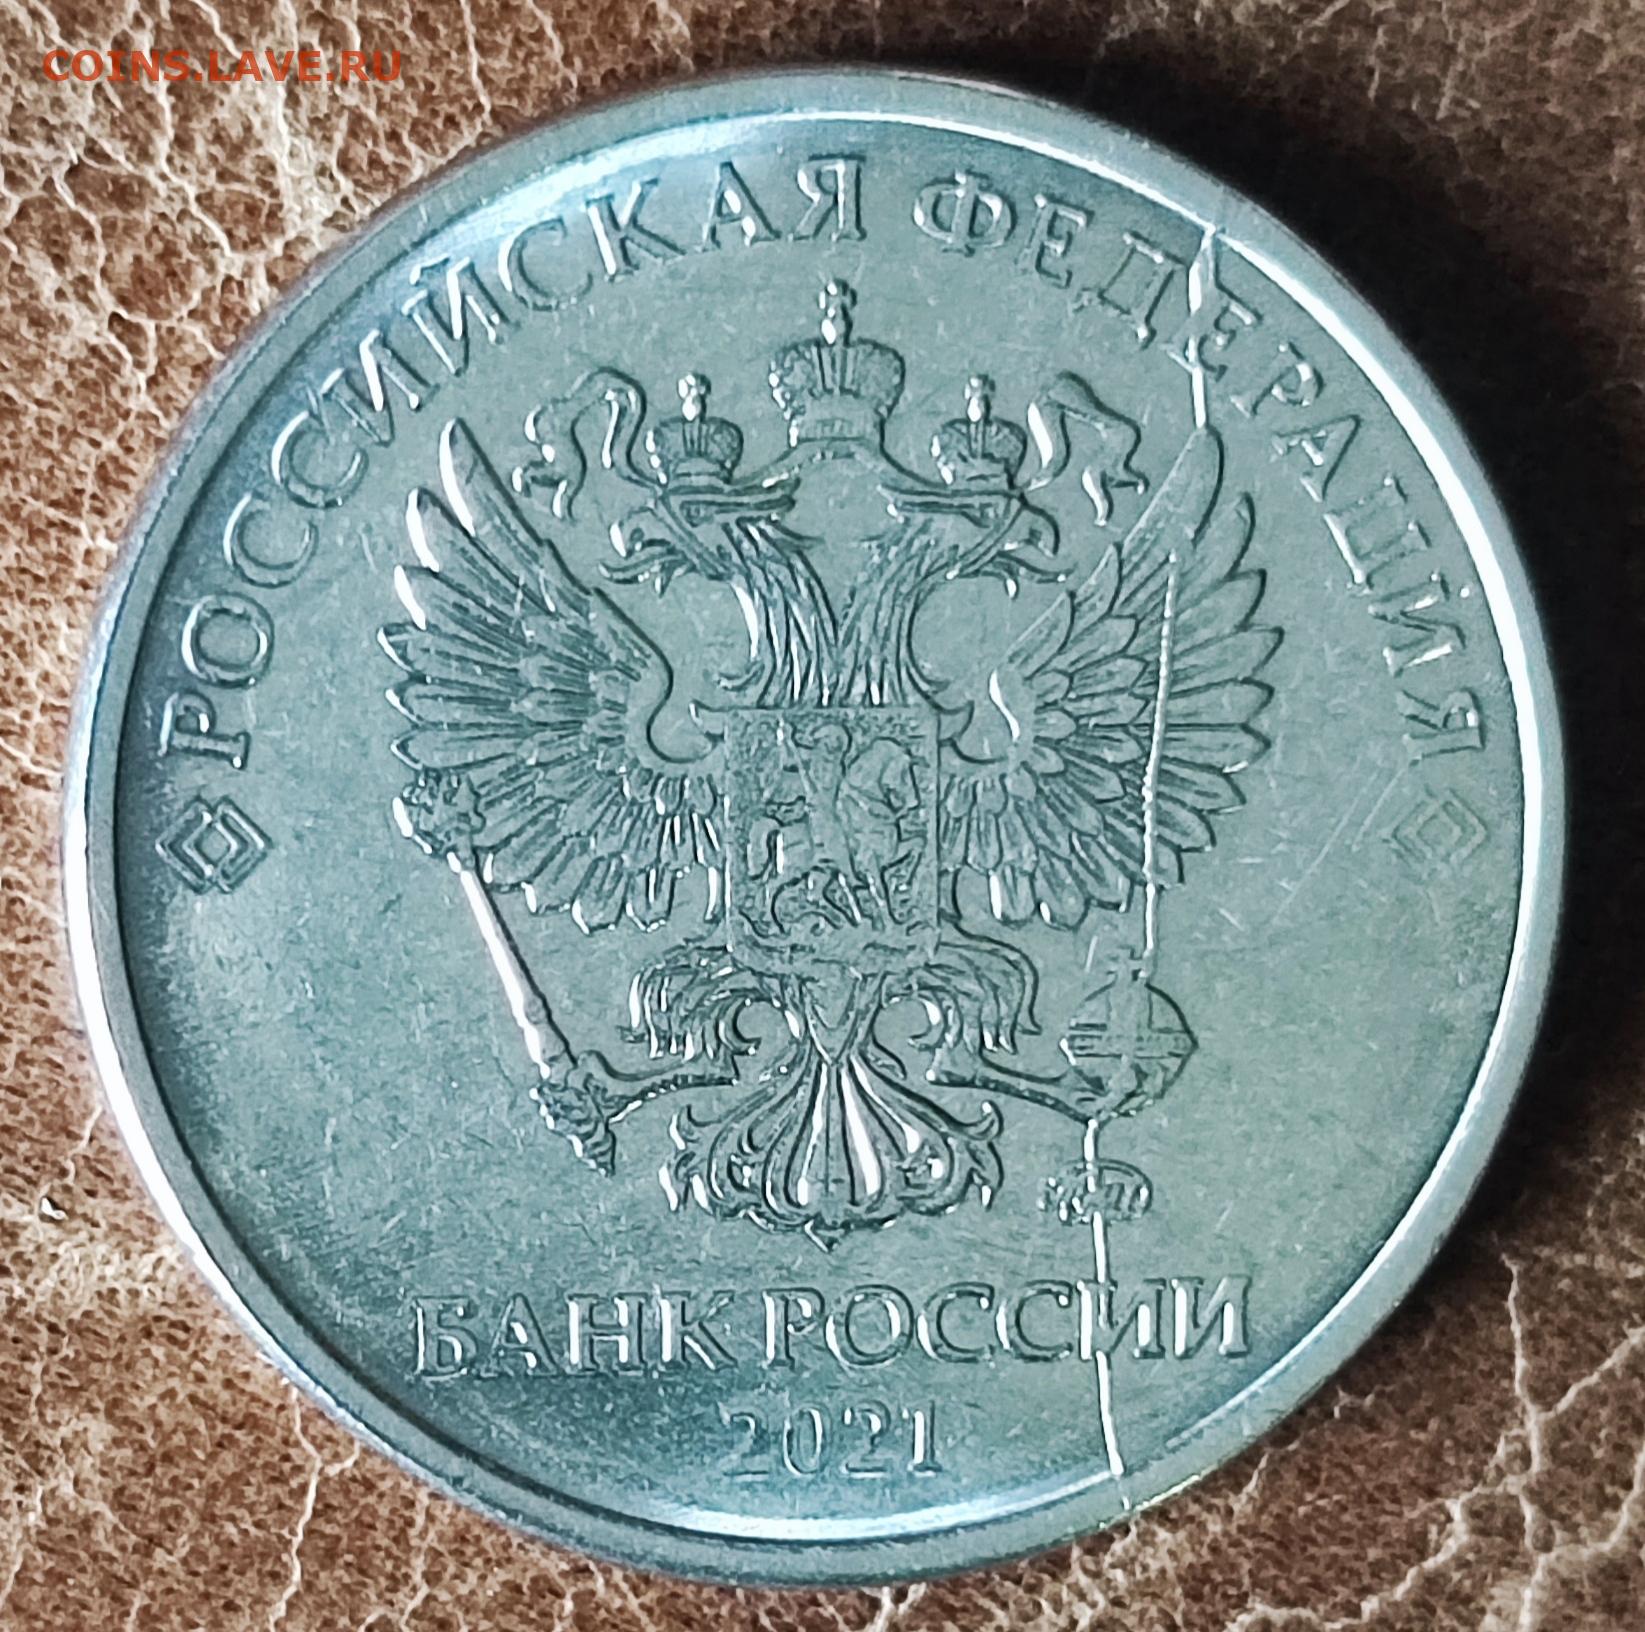 COINS.LAVE.RU
РОССИЙСКАЯ ФЕДЕРАЦИЯ
БАНК РОССИИ
2021